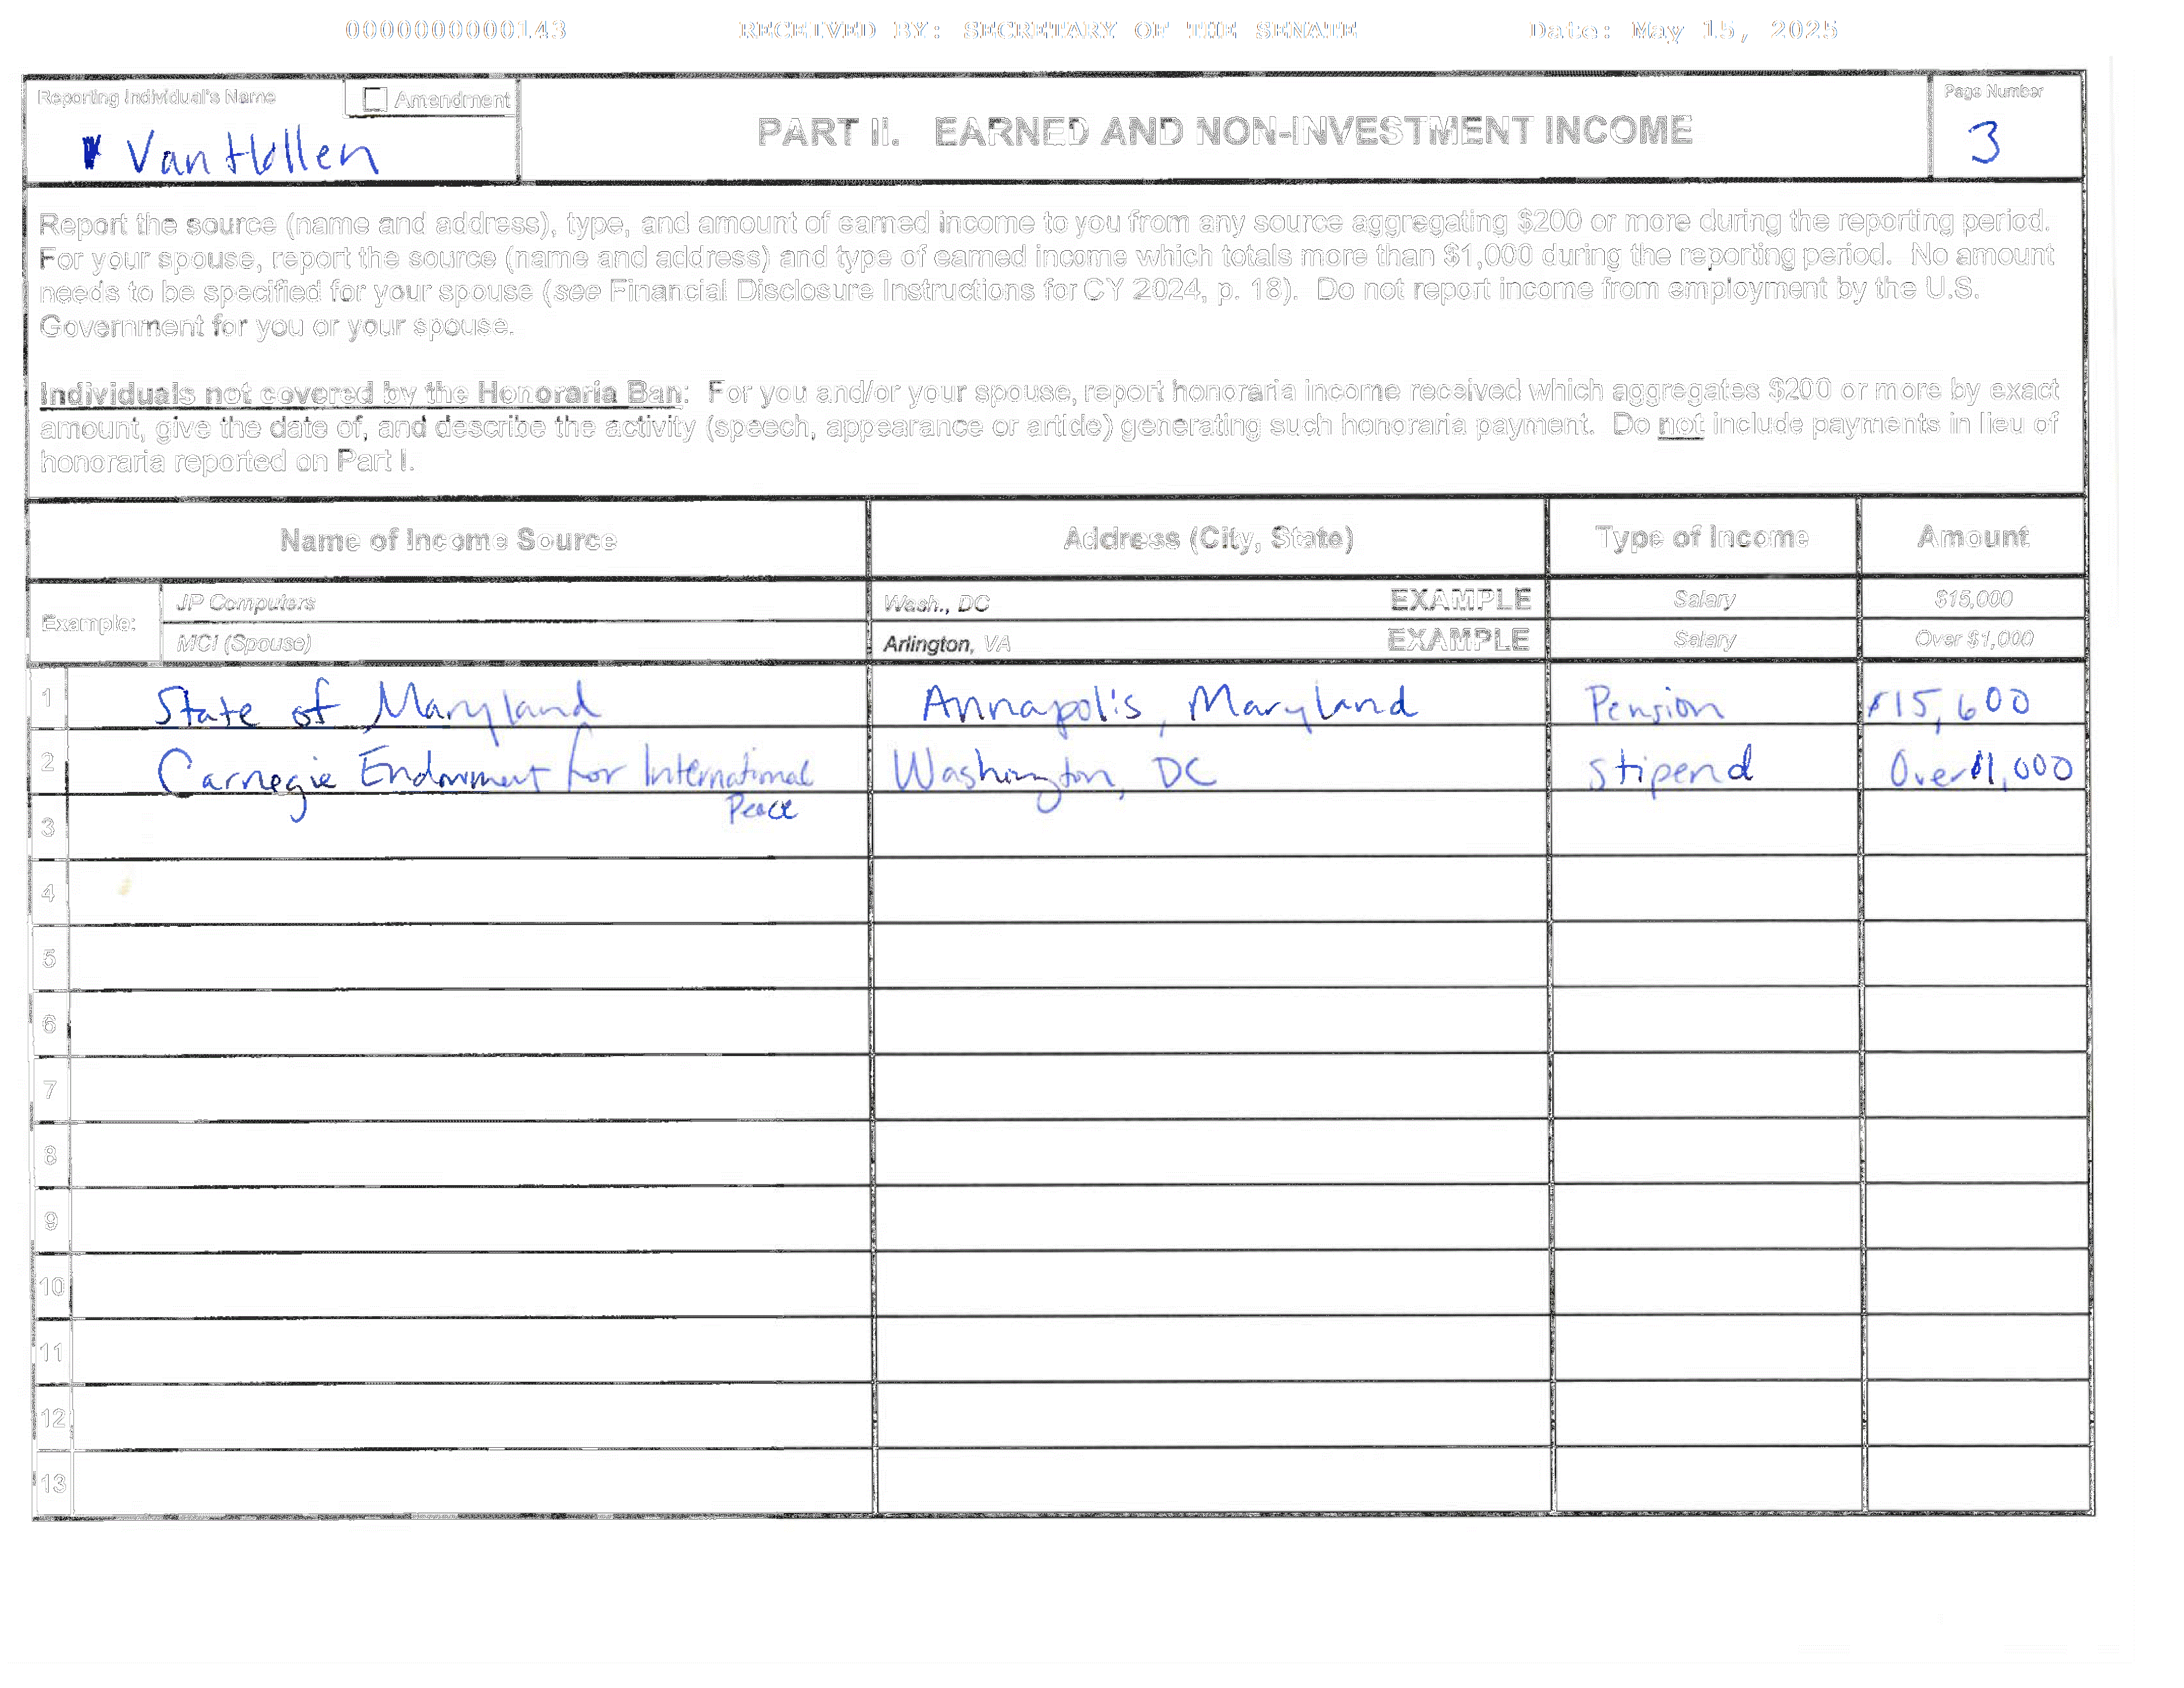 0000000000143 RECEIVED BY: SECRETARY OF THE SENATE Date: May 15, 2025
Reporting Individual's Name Amendment
Van Hollen
PART II. EARNED AND NON-INVESTMENT INCOME
Page Number
3
Report the source (name and address), type, and amount of earned income to you from any source aggregating $200 or more during the reporting period.
For your spouse, report the source (name and address) and type of earned income which totals more than $1,000 during the reporting period. No amount
needs to be specified for your spouse (see Financial Disclosure Instructions for CY 2024, p. 18). Do not report income from employment by the U.S.
Government for you or your spouse.
Individuals not covered by the Honoraria Ban: For you and/or your spouse, report honoraria income received which aggregates $200 or more by exact
amount, give the date of, and describe the activity (speech, appearance or article) generating such honoraria payment. Do not include payments in lieu of
honoraria reported on Part I.
Name of Income Source Address (City, State) Type of Income Amount
Example:
JP Computers Wash., DC EXAMPLE Salary $15,000
MCI (Spouse) Arlington, VA EXAMPLE Salary Over $1,000
1 State of Maryland Annapolis, Maryland Pension $15,600
2 Carnegie Endowment for International Washington, DC Stipend Over $1,000
Peace
3
4
5
6
7
8
9
10
11
12
13